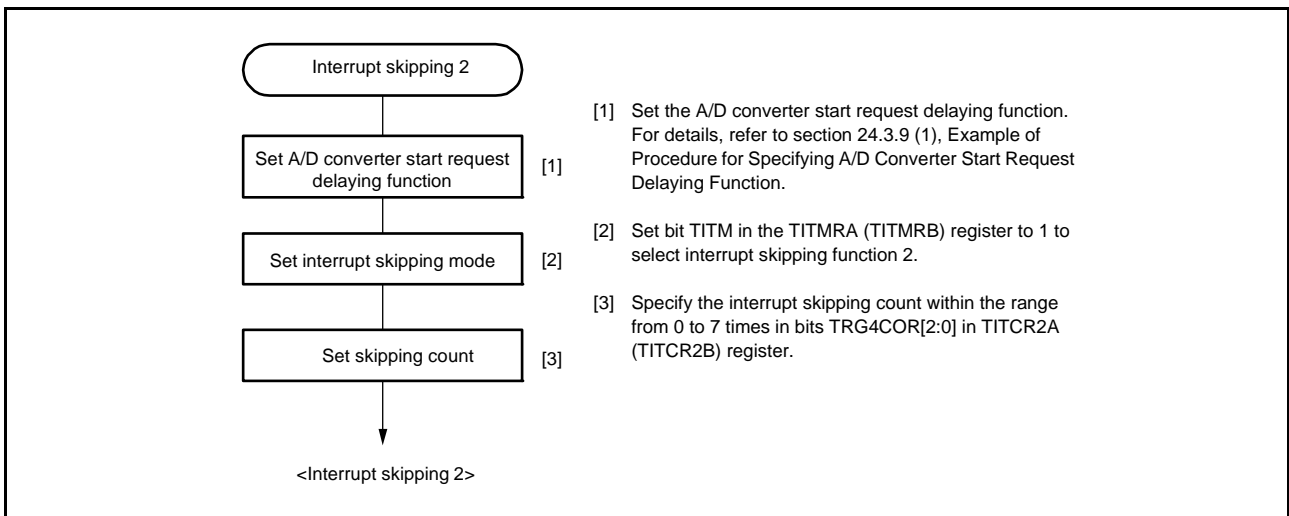 Interrupt skipping 2
Set A/D converter start request
delaying function
[1]
Set interrupt skipping mode
[2]
Set skipping count
[3]
<Interrupt skipping 2>
[1] Set the A/D converter start request delaying function.
For details, refer to section 24.3.9 (1), Example of
Procedure for Specifying A/D Converter Start Request
Delaying Function.
[2] Set bit TITM in the TITMRA (TITMRB) register to 1 to
select interrupt skipping function 2.
[3] Specify the interrupt skipping count within the range
from 0 to 7 times in bits TRG4COR[2:0] in TITCR2A
(TITCR2B) register.